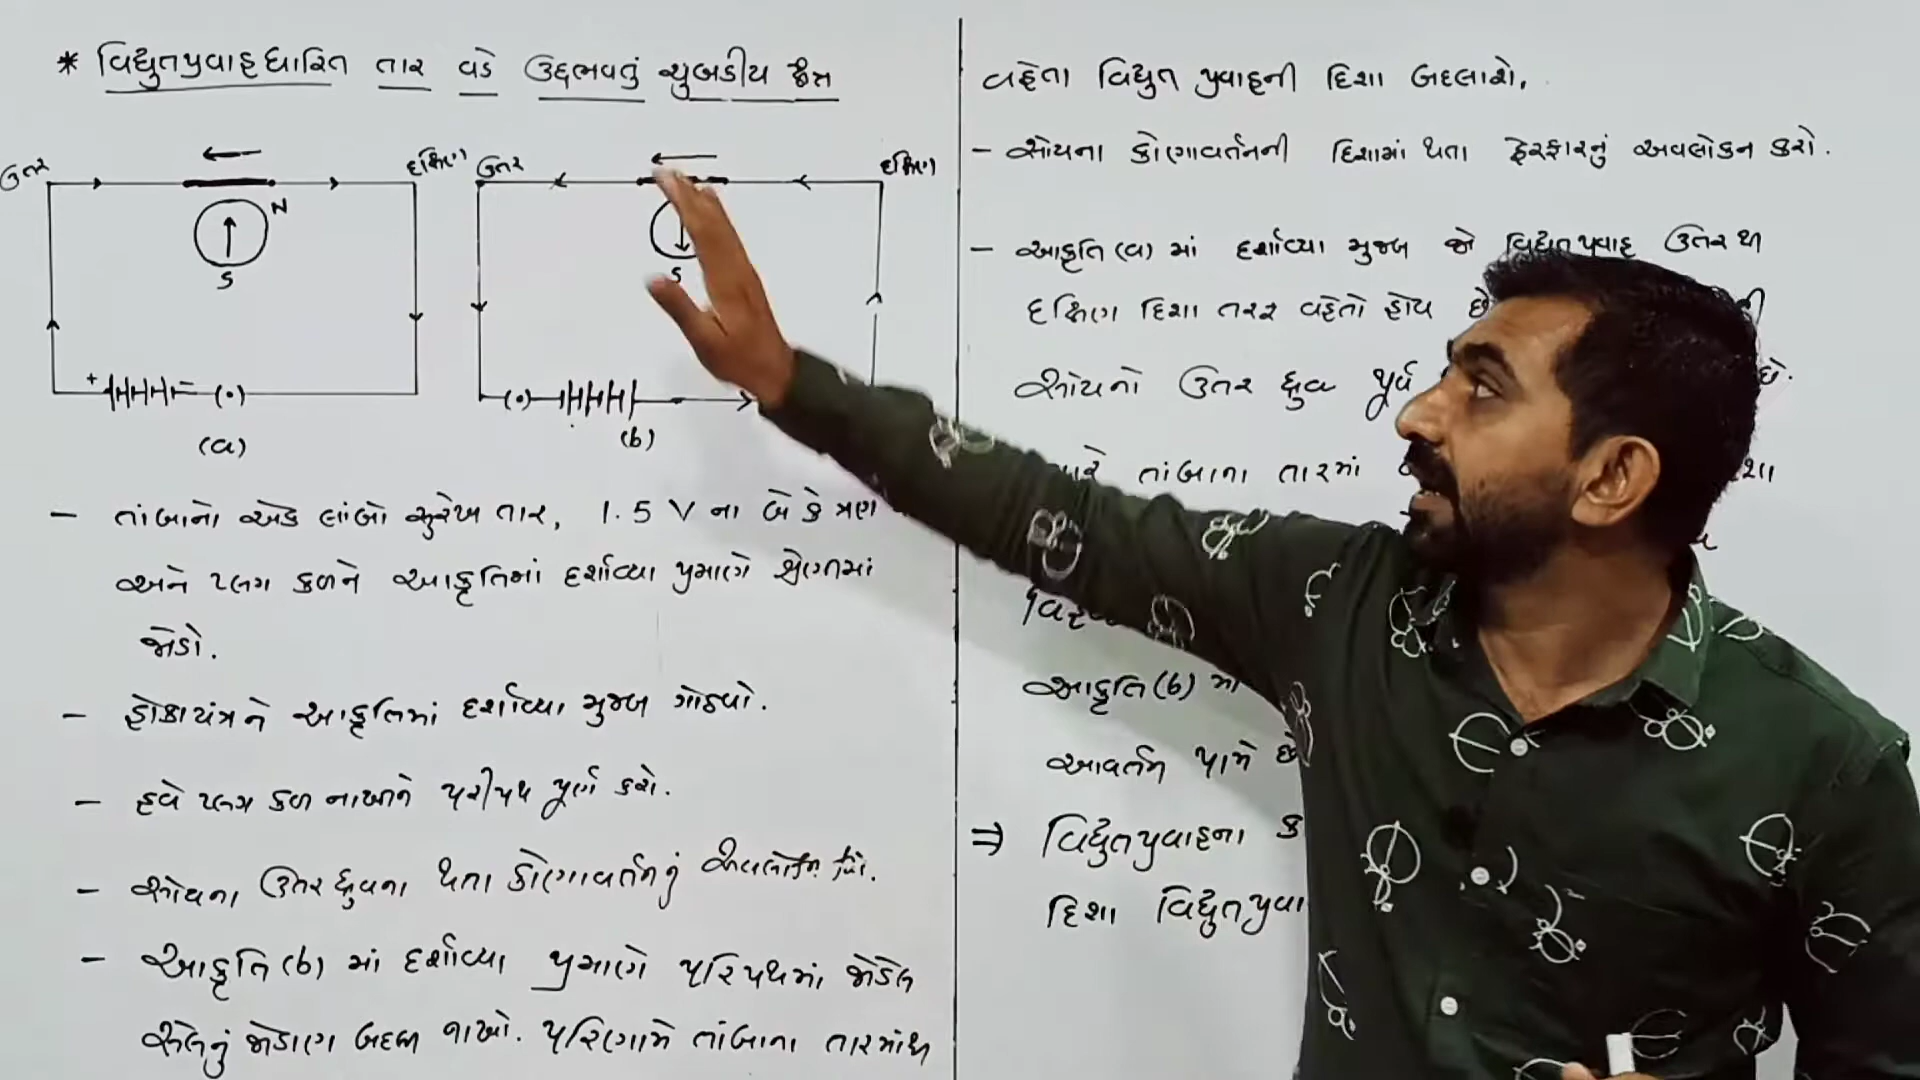 * વિદ્યુતપ્રવાહધારિત તાર વડે ઉદ્દભવતું ચુંબકીય ક્ષેત્ર
ઉત્તર
દક્ષિણ
N
S
+
(a)
ઉત્તર
દક્ષિણ
S
(b)
- તાંબાનો એક લાંબો સુરેખ તાર, 1.5 V ના બે કે ત્રણ
અને પ્લગ કળને આકૃતિમાં દર્શાવ્યા પ્રમાણે શ્રેણીમાં
જોડો.
- હોકાયંત્રને આકૃતિમાં દર્શાવ્યા મુજબ ગોઠવો.
- હવે પ્લગ કળ નાખીને પરીપથ પૂર્ણ કરો.
- સોયના ઉત્તર ધ્રુવના થતા કોણાવર્તનનું અવલોકન કરો.
- આકૃતિ (b) માં દર્શાવ્યા પ્રમાણે પરિપથમાં જોડેલ
સેલનું જોડાણ બદલી નાખો. પરિણામે તાંબાના તારમાંથી
વહેતા વિદ્યુત પ્રવાહની દિશા બદલાશે.
- સોયના કોણાવર્તનની દિશામાં થતા ફેરફારનું અવલોકન કરો.
- આકૃતિ (a) માં દર્શાવ્યા મુજબ જો વિદ્યુતપ્રવાહ ઉત્તરથી
દક્ષિણ દિશા તરફ વહેતો હોય
સોયનો ઉત્તર ધ્રુવ પૂર્વ છે.
તાંબાના તારમાં
આકૃતિ (b) માં
આવર્તન પામે છે
⇒ વિદ્યુતપ્રવાહના
દિશા વિદ્યુતપ્રવા